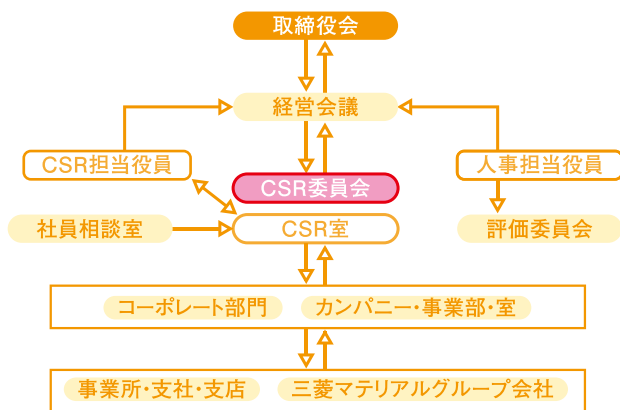 取締役会
経営会議
CSR担当役員
人事担当役員
CSR委員会
社員相談室
CSR室
評価委員会
コーポレート部門
カンパニー・事業部・室
事業所・支社・支店
三菱マテリアルグループ会社